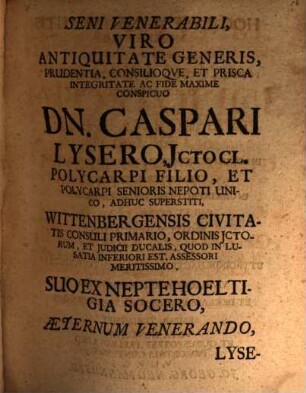 SENI VENERABILI,
VIRO
ANTIQUITATE GENERIS,
PRUDENTIA, CONSILIOQVE, ET PRISCA
INTEGRITATE AC FIDE MAXIME
CONSPICUO
DN. CASPARI
LYSERO, JCTO CL.
POLYCARPI FILIO, ET
POLYCARPI SENIORIS NEPOTI UNI-
CO, ADHUC SUPERSTITI,
WITTENBERGENSIS CIVITA-
TIS CONSULI PRIMARIO, ORDINIS JCTO-
RUM, ET JUDICII DUCALIS, QUOD IN LU-
SATIA INFERIORI EST, ASSESSORI
MERITISSIMO,
SUO EX NEPTE HOELTI-
GIA SOCERO,
ÆTERNUM VENERANDO,
LYSE-